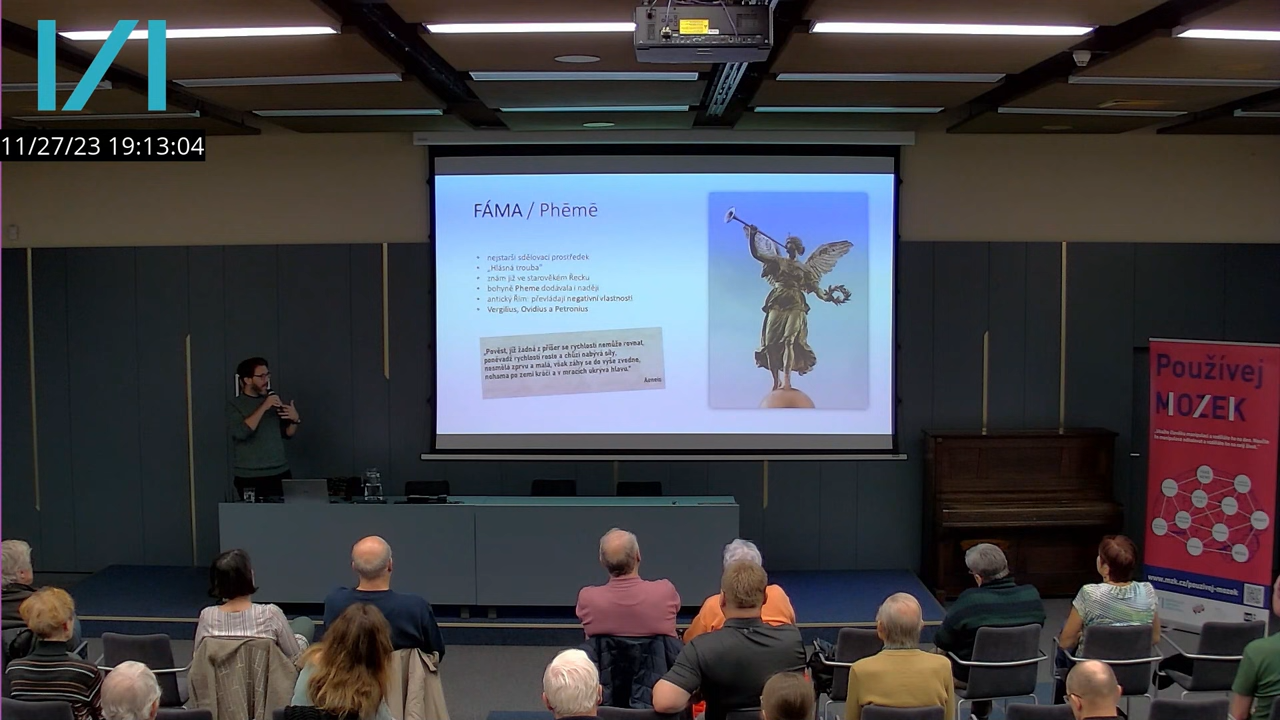 11/27/23 19:13:04
FÁMA / Phēmē
• nejstarší sdělovací prostředek
• „Hlásná trouba"
• znám již ve starověkém Řecku
• bohyně Pheme dodávala i naději
• antický Řím: převládají negativní vlastnosti
• Vergilius, Ovidius a Petronius
„Pověst, jíž žádná z příšer se rychlostí nemůže rovnat,
poněvadž rychlostí roste a chůzí nabývá síly,
nesmělá zprvu a malá, však záhy se do výše zvedne,
nohama po zemi kráčí a v mracích ukrývá hlavu."
Aeneis
Používej
MOZEK
www.mzk.cz/pouzivej-mozek